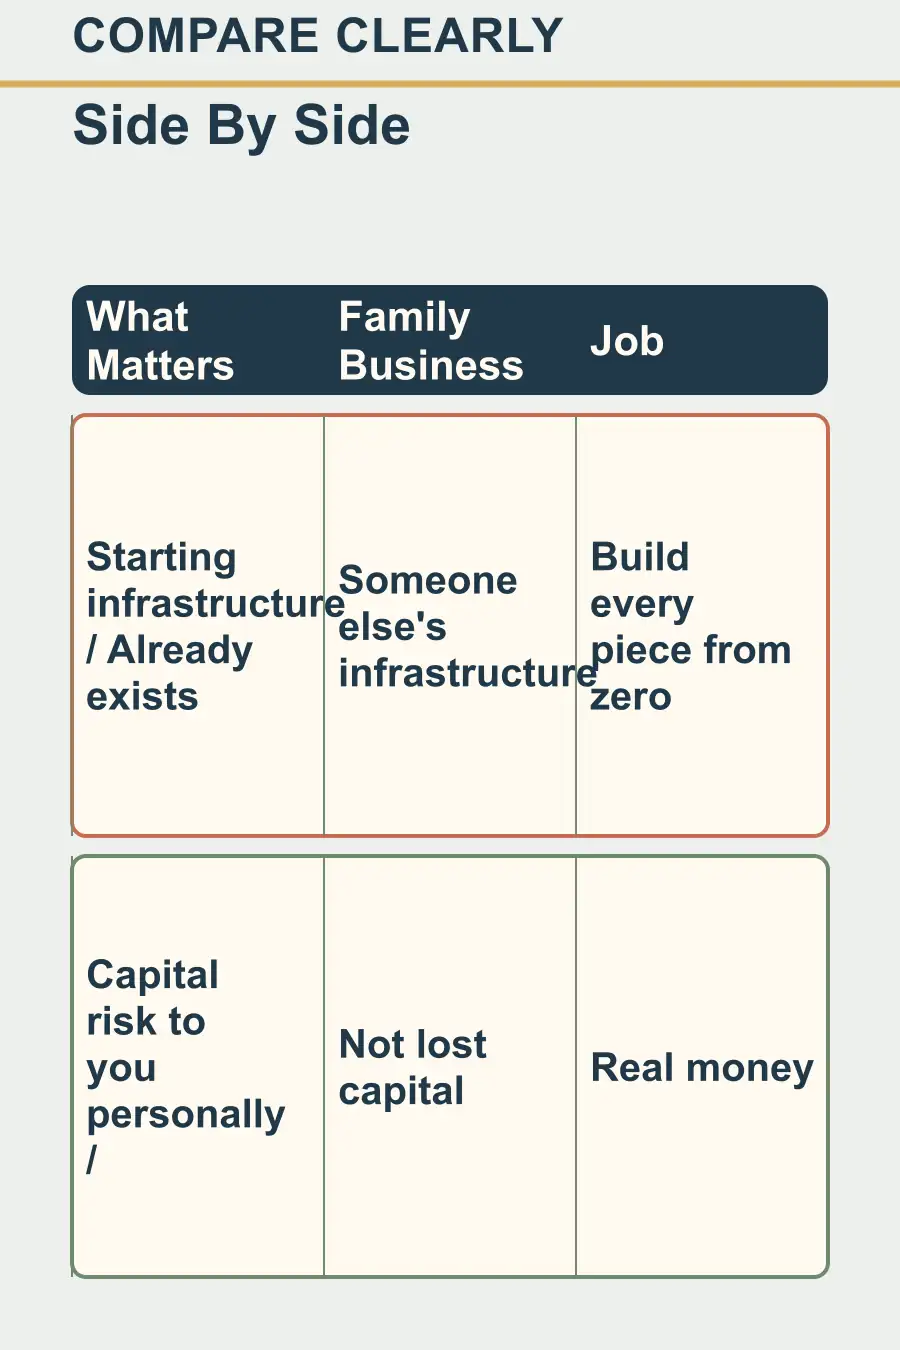 COMPARE CLEARLY
Side By Side
What
Matters
Family
Business
Job
Starting
infrastructure
/ Already
exists
Someone
else's
infrastructure
Build
every
piece from
zero
Capital
risk to
you
personally
/
Not lost
capital
Real money